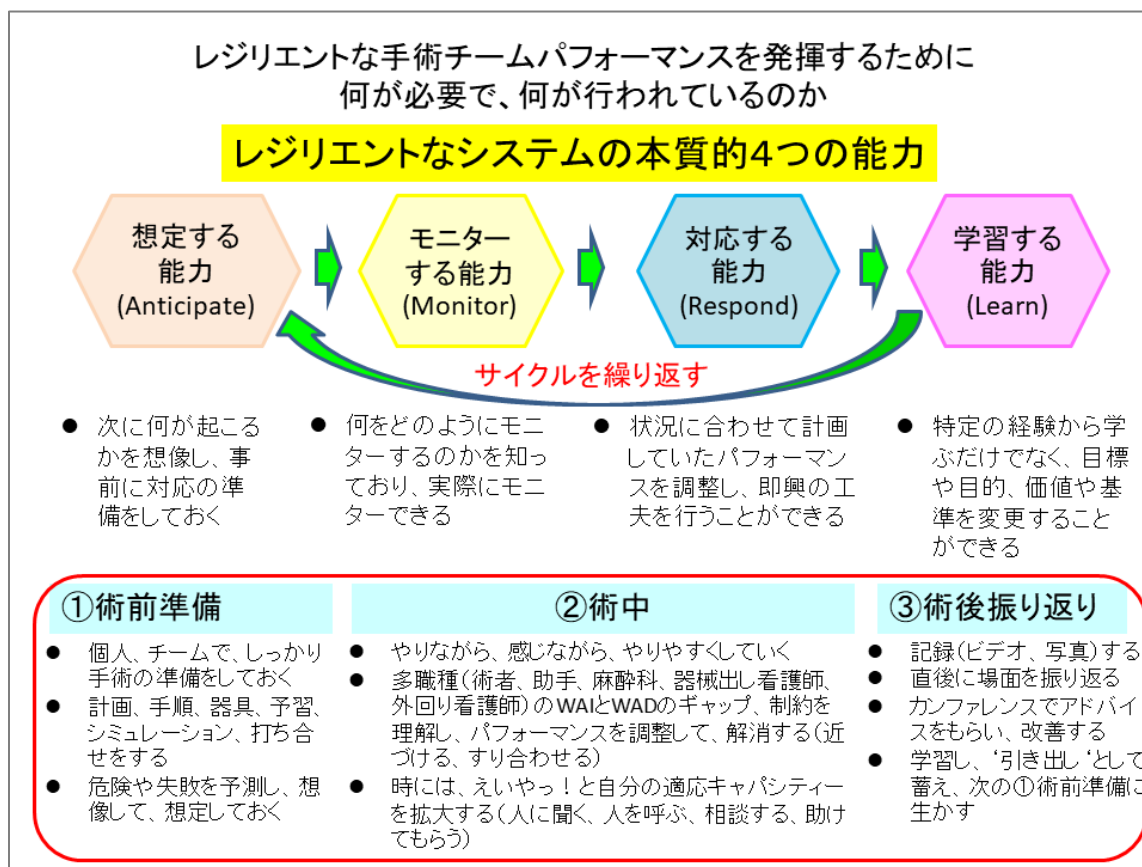 レジリエントな手術チームパフォーマンスを発揮するために
何が必要で、何が行われているのか
レジリエントなシステムの本質的4つの能力
想定する
能力
(Anticipate)
モニター
する能力
(Monitor)
対応する
能力
(Respond)
学習する
能力
(Learn)
サイクルを繰り返す
● 次に何が起こる
かを想像し、事
前に対応の準
備をしておく
● 何をどのようにモニ
ターするのかを知っ
ており、実際にモニ
ターできる
● 状況に合わせて計画
していたパフォーマン
スを調整し、即興の工
夫を行うことができる
● 特定の経験から学
ぶだけでなく、目標
や目的、価値や基
準を変更すること
ができる
①術前準備
● 個人、チームで、しっかり
手術の準備をしておく
● 計画、手順、器具、予習、
シミュレーション、打ち合
せをする
● 危険や失敗を予測し、想
像して、想定しておく
②術中
● やりながら、感じながら、やりやすくしていく
● 多職種(術者、助手、麻酔科、器械出し看護師、
外回り看護師)のWAIとWADのギャップ、制約を
理解し、パフォーマンスを調整して、解消する(近
づける、すり合わせる)
● 時には、えいやっ!と自分の適応キャパシティー
を拡大する(人に聞く、人を呼ぶ、相談する、助け
てもらう)
③術後振り返り
● 記録(ビデオ、写真)する
● 直後に場面を振り返る
● カンファレンスでアドバイ
スをもらい、改善する
● 学習し、‘引き出し‘として
蓄え、次の①術前準備に
生かす